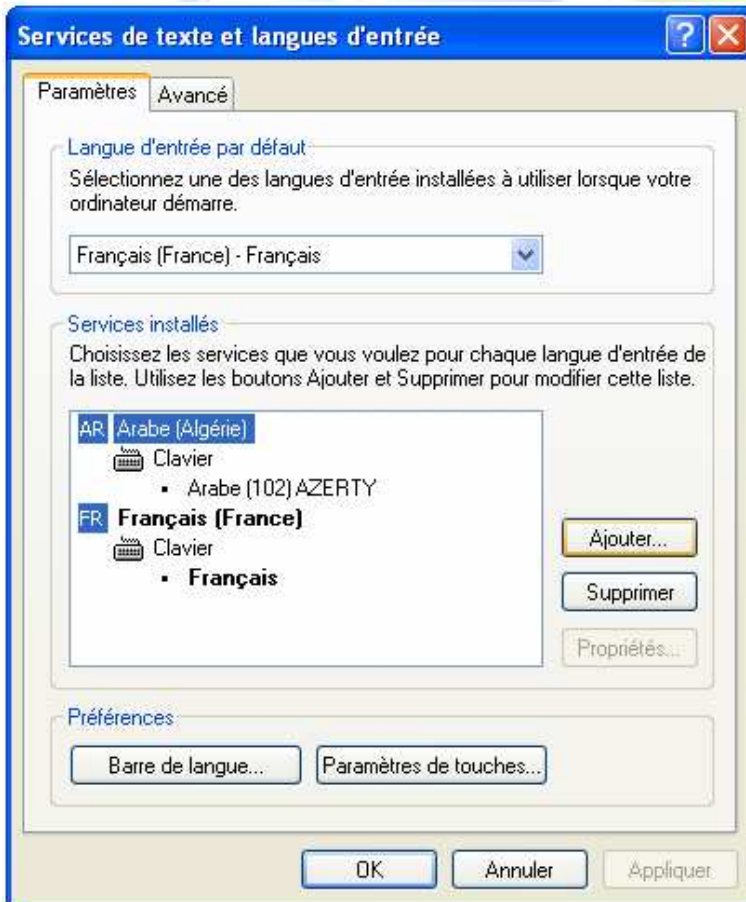 Services de texte et langues d'entrée
Paramètres
Avancé
Langue d'entrée par défaut
Sélectionnez une des langues d'entrée installées à utiliser lorsque votre
ordinateur démarre.
Français (France) - Français
Services installés
Choisissez les services que vous voulez pour chaque langue d'entrée de
la liste. Utilisez les boutons Ajouter et Supprimer pour modifier cette liste.
AR Arabe (Algérie)
Clavier
Arabe (102) AZERTY
FR Français (France)
Clavier
Français
Ajouter...
Supprimer
Propriétés...
Préférences
Barre de langue...
Paramètres de touches...
OK
Annuler
Appliquer